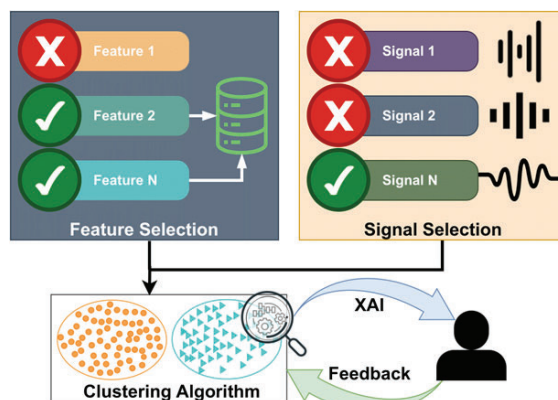 Feature 1
Feature 2
Feature N
Feature Selection
Signal 1
Signal 2
Signal N
Signal Selection
XAI
Feedback
Clustering Algorithm